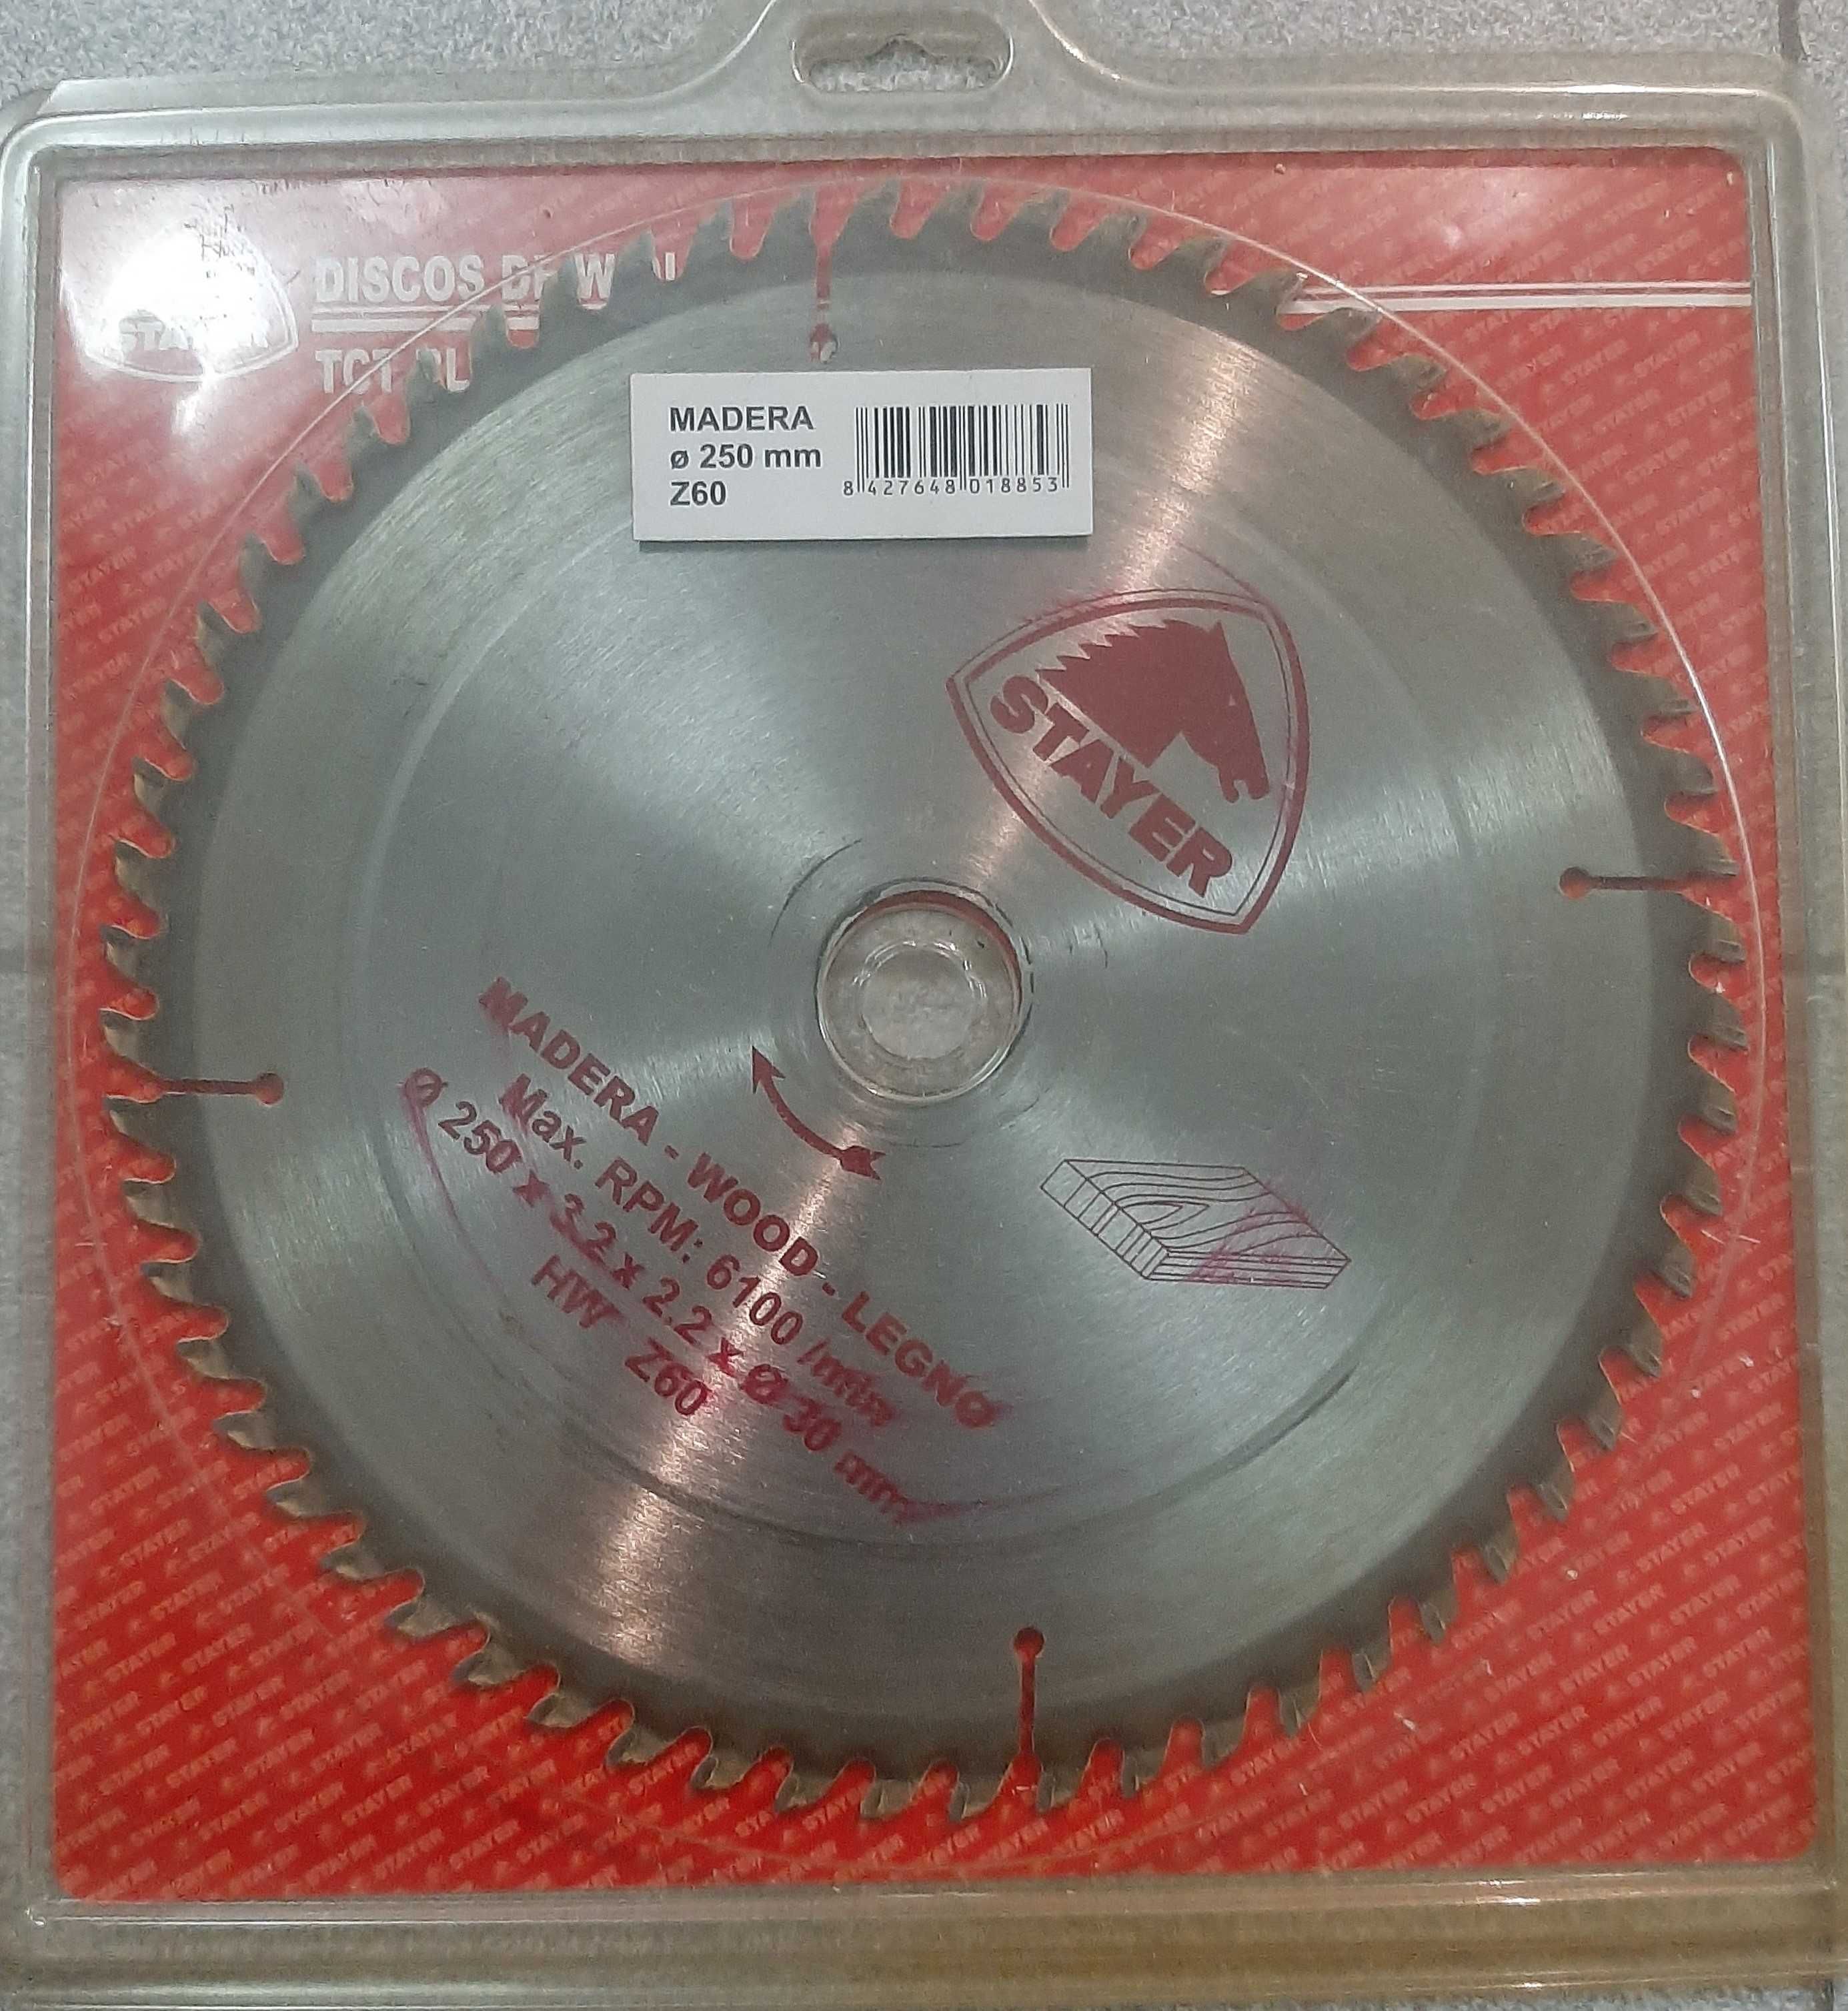 STAYER
DISCOS DE
TCT
MADERA
ø 250 mm
Z60
8 427648 018853
STAYER
MADERA - WOOD - LEGNO
Max. RPM: 6100 /min
Ø 250 x 3.2 x 2.2 x Ø 30 mm
HW Z60